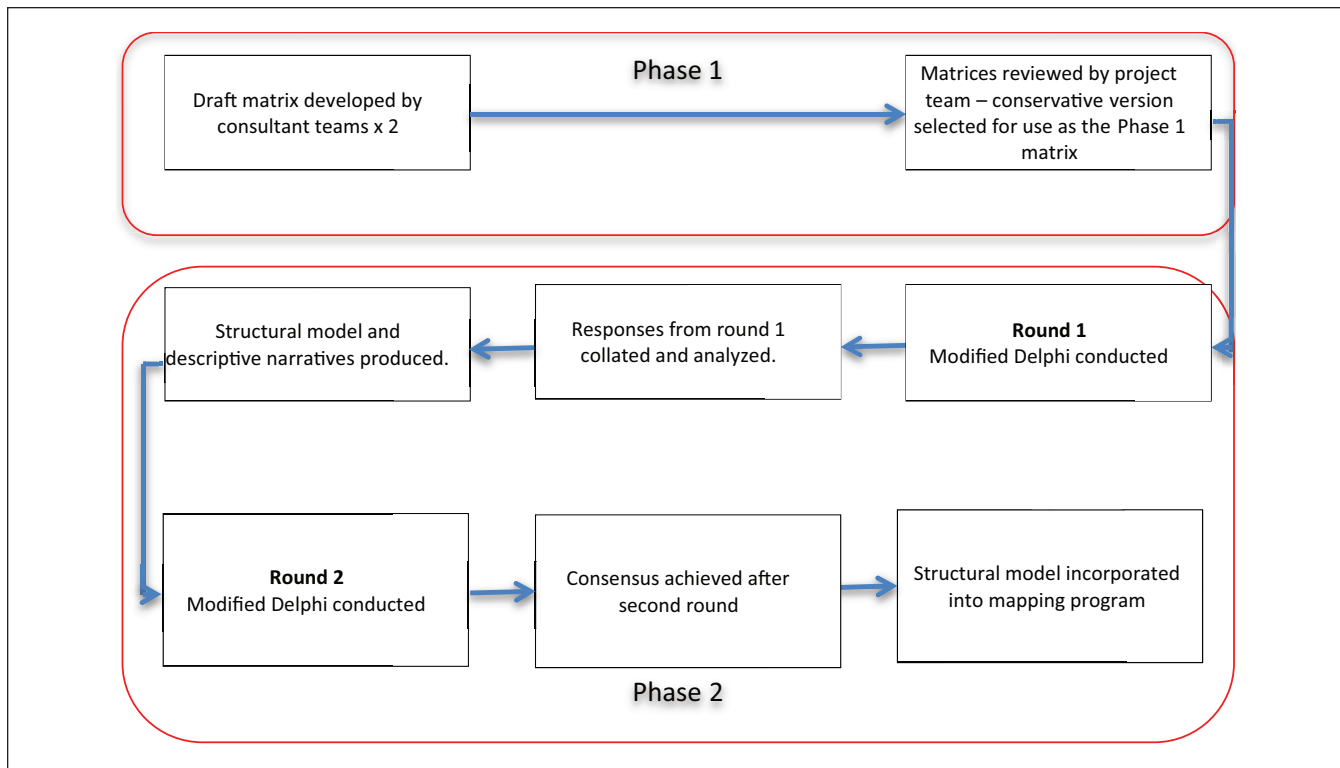 Phase 1
Draft matrix developed by
consultant teams x 2
Matrices reviewed by project
team – conservative version
selected for use as the Phase 1
matrix
Round 1
Modified Delphi conducted
Responses from round 1
collated and analyzed.
Structural model and
descriptive narratives produced.
Round 2
Modified Delphi conducted
Consensus achieved after
second round
Structural model incorporated
into mapping program
Phase 2